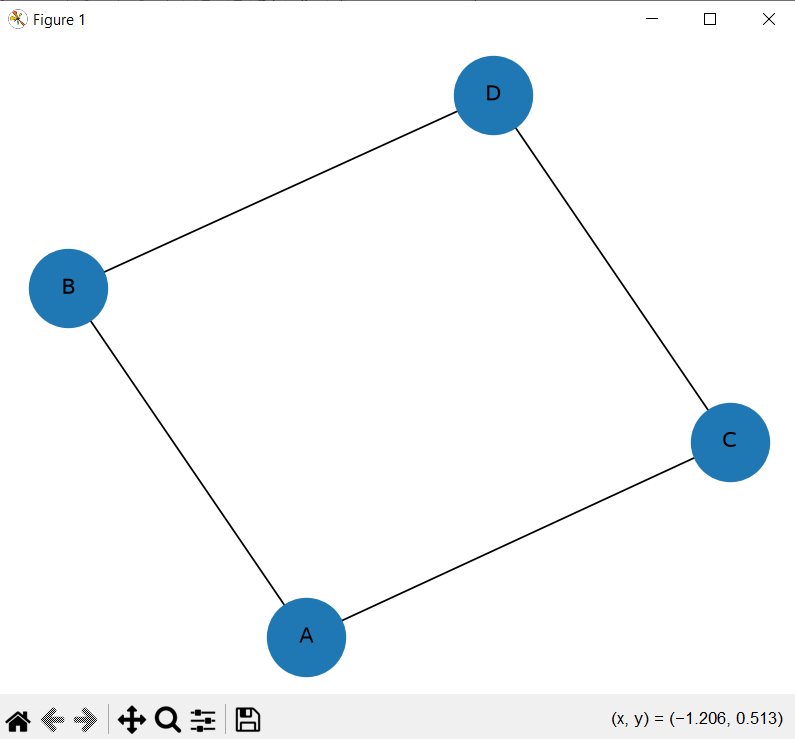 Figure 1
D
B
C
A
(x, y) = (−1.206, 0.513)